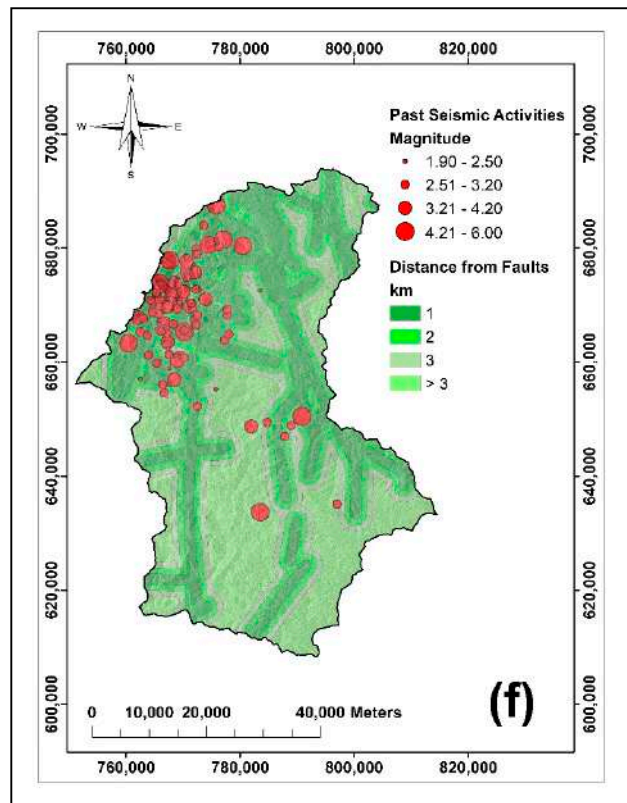 760,000 780,000 800,000 820,000
N
W E
S
Past Seismic Activities
Magnitude
1.90 - 2.50
2.51 - 3.20
3.21 - 4.20
4.21 - 6.00
Distance from Faults
km
1
2
3
> 3
700,000
680,000
660,000
640,000
620,000
600,000
700,000
680,000
660,000
640,000
620,000
600,000
(f)
0 10,000 20,000 40,000 Meters
760,000 780,000 800,000 820,000